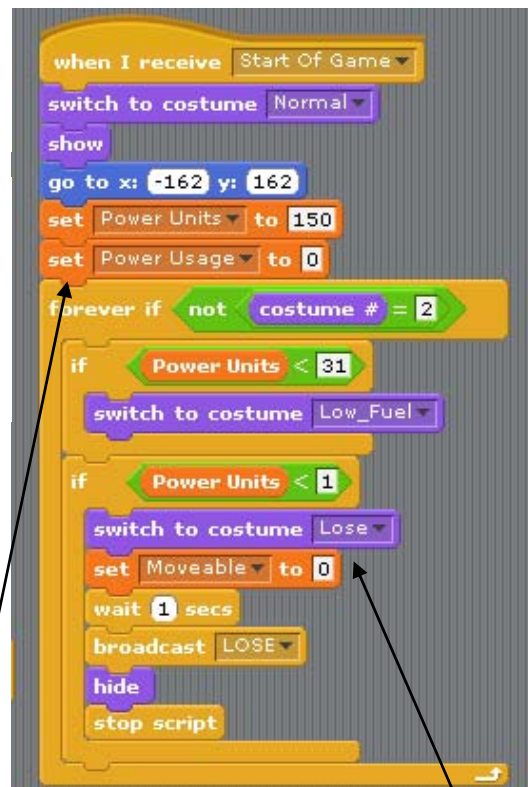 when I receive Start Of Game
switch to costume Normal
show
go to x: -162 y: 162
set Power Units to 150
set Power Usage to 0
forever if not costume # = 2
if Power Units < 31
switch to costume Low_Fuel
if Power Units < 1
switch to costume Lose
set Moveable to 0
wait 1 secs
broadcast LOSE
hide
stop script